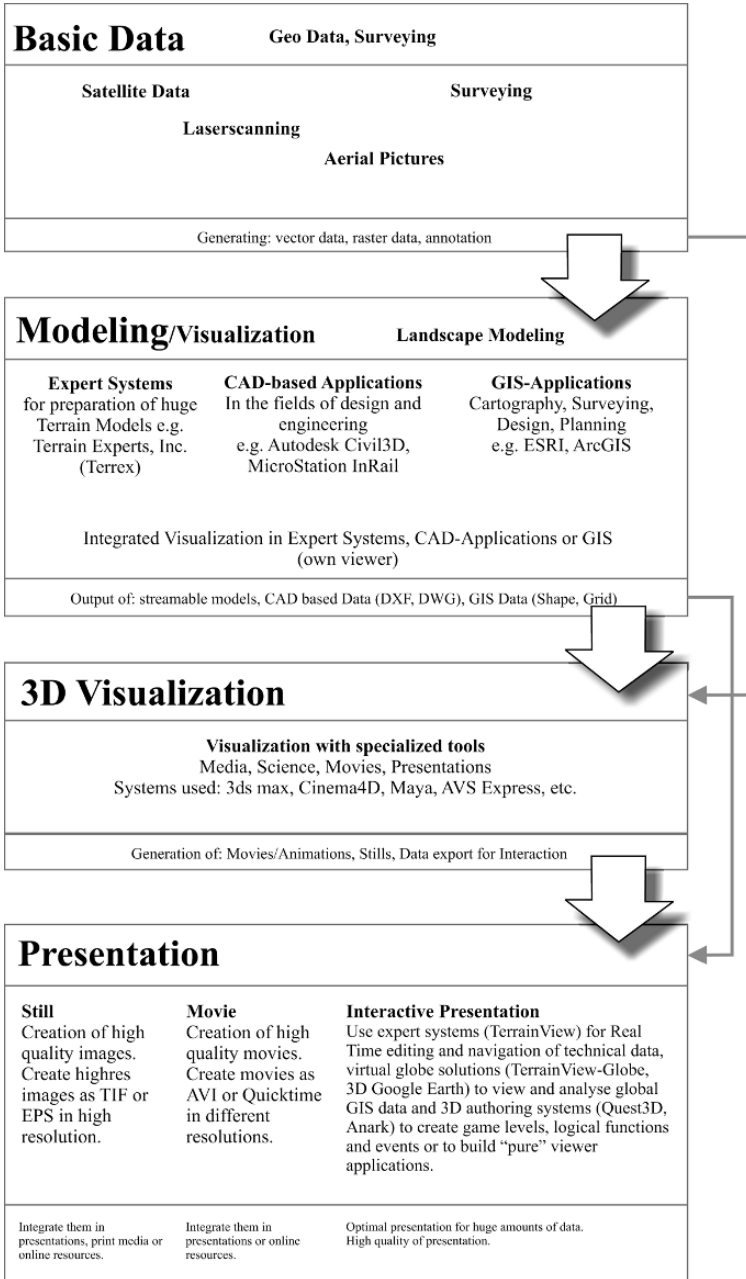 Basic Data Geo Data, Surveying
Satellite Data Surveying
Laserscanning
Aerial Pictures
Generating: vector data, raster data, annotation
Modeling/Visualization Landscape Modeling
Expert Systems
for preparation of huge
Terrain Models e.g.
Terrain Experts, Inc.
(Terrex)
CAD-based Applications
In the fields of design and
engineering
e.g. Autodesk Civil3D,
MicroStation InRail
GIS-Applications
Cartography, Surveying,
Design, Planning
e.g. ESRI, ArcGIS
Integrated Visualization in Expert Systems, CAD-Applications or GIS
(own viewer)
Output of: streamable models, CAD based Data (DXF, DWG), GIS Data (Shape, Grid)
3D Visualization
Visualization with specialized tools
Media, Science, Movies, Presentations
Systems used: 3ds max, Cinema4D, Maya, AVS Express, etc.
Generation of: Movies/Animations, Stills, Data export for Interaction
Presentation
Still
Creation of high
quality images.
Create highres
images as TIF or
EPS in high
resolution.
Movie
Creation of high
quality movies.
Create movies as
AVI or Quicktime
in different
resolutions.
Interactive Presentation
Use expert systems (TerrainView) for Real
Time editing and navigation of technical data,
virtual globe solutions (TerrainView-Globe,
3D Google Earth) to view and analyse global
GIS data and 3D authoring systems (Quest3D,
Anark) to create game levels, logical functions
and events or to build “pure” viewer
applications.
Integrate them in
presentations, print media or
online resources.
Integrate them in
presentations or online
resources.
Optimal presentation for huge amounts of data.
High quality of presentation.